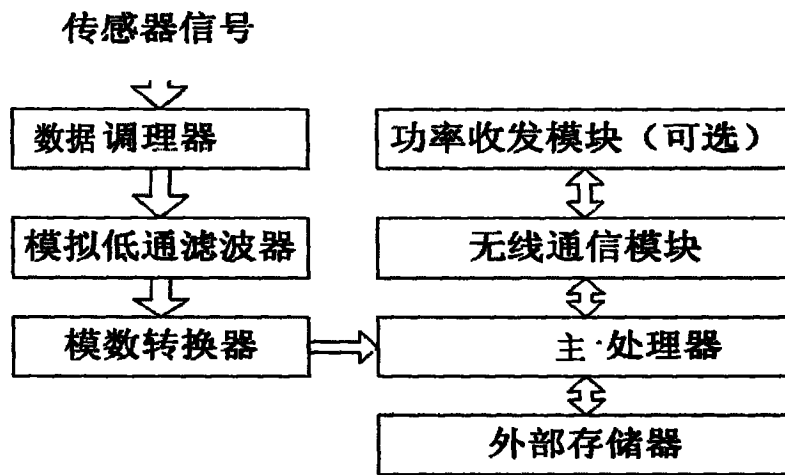 传感器信号
数据调理器
功率收发模块（可选）
模拟低通滤波器
无线通信模块
模数转换器
主·处理器
外部存储器